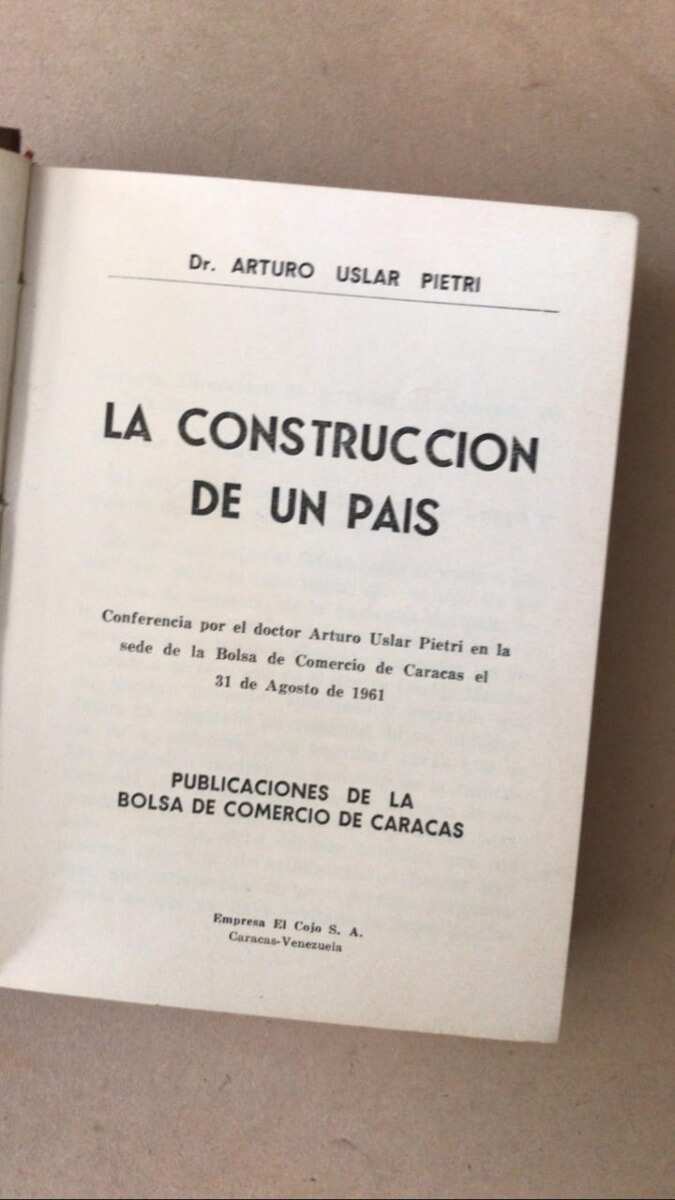 Dr. ARTURO USLAR PIETRI
LA CONSTRUCCION
DE UN PAIS
Conferencia por el doctor Arturo Uslar Pietri en la
sede de la Bolsa de Comercio de Caracas el
31 de Agosto de 1961
PUBLICACIONES DE LA
BOLSA DE COMERCIO DE CARACAS
Empresa El Cojo S. A.
Caracas-Venezuela